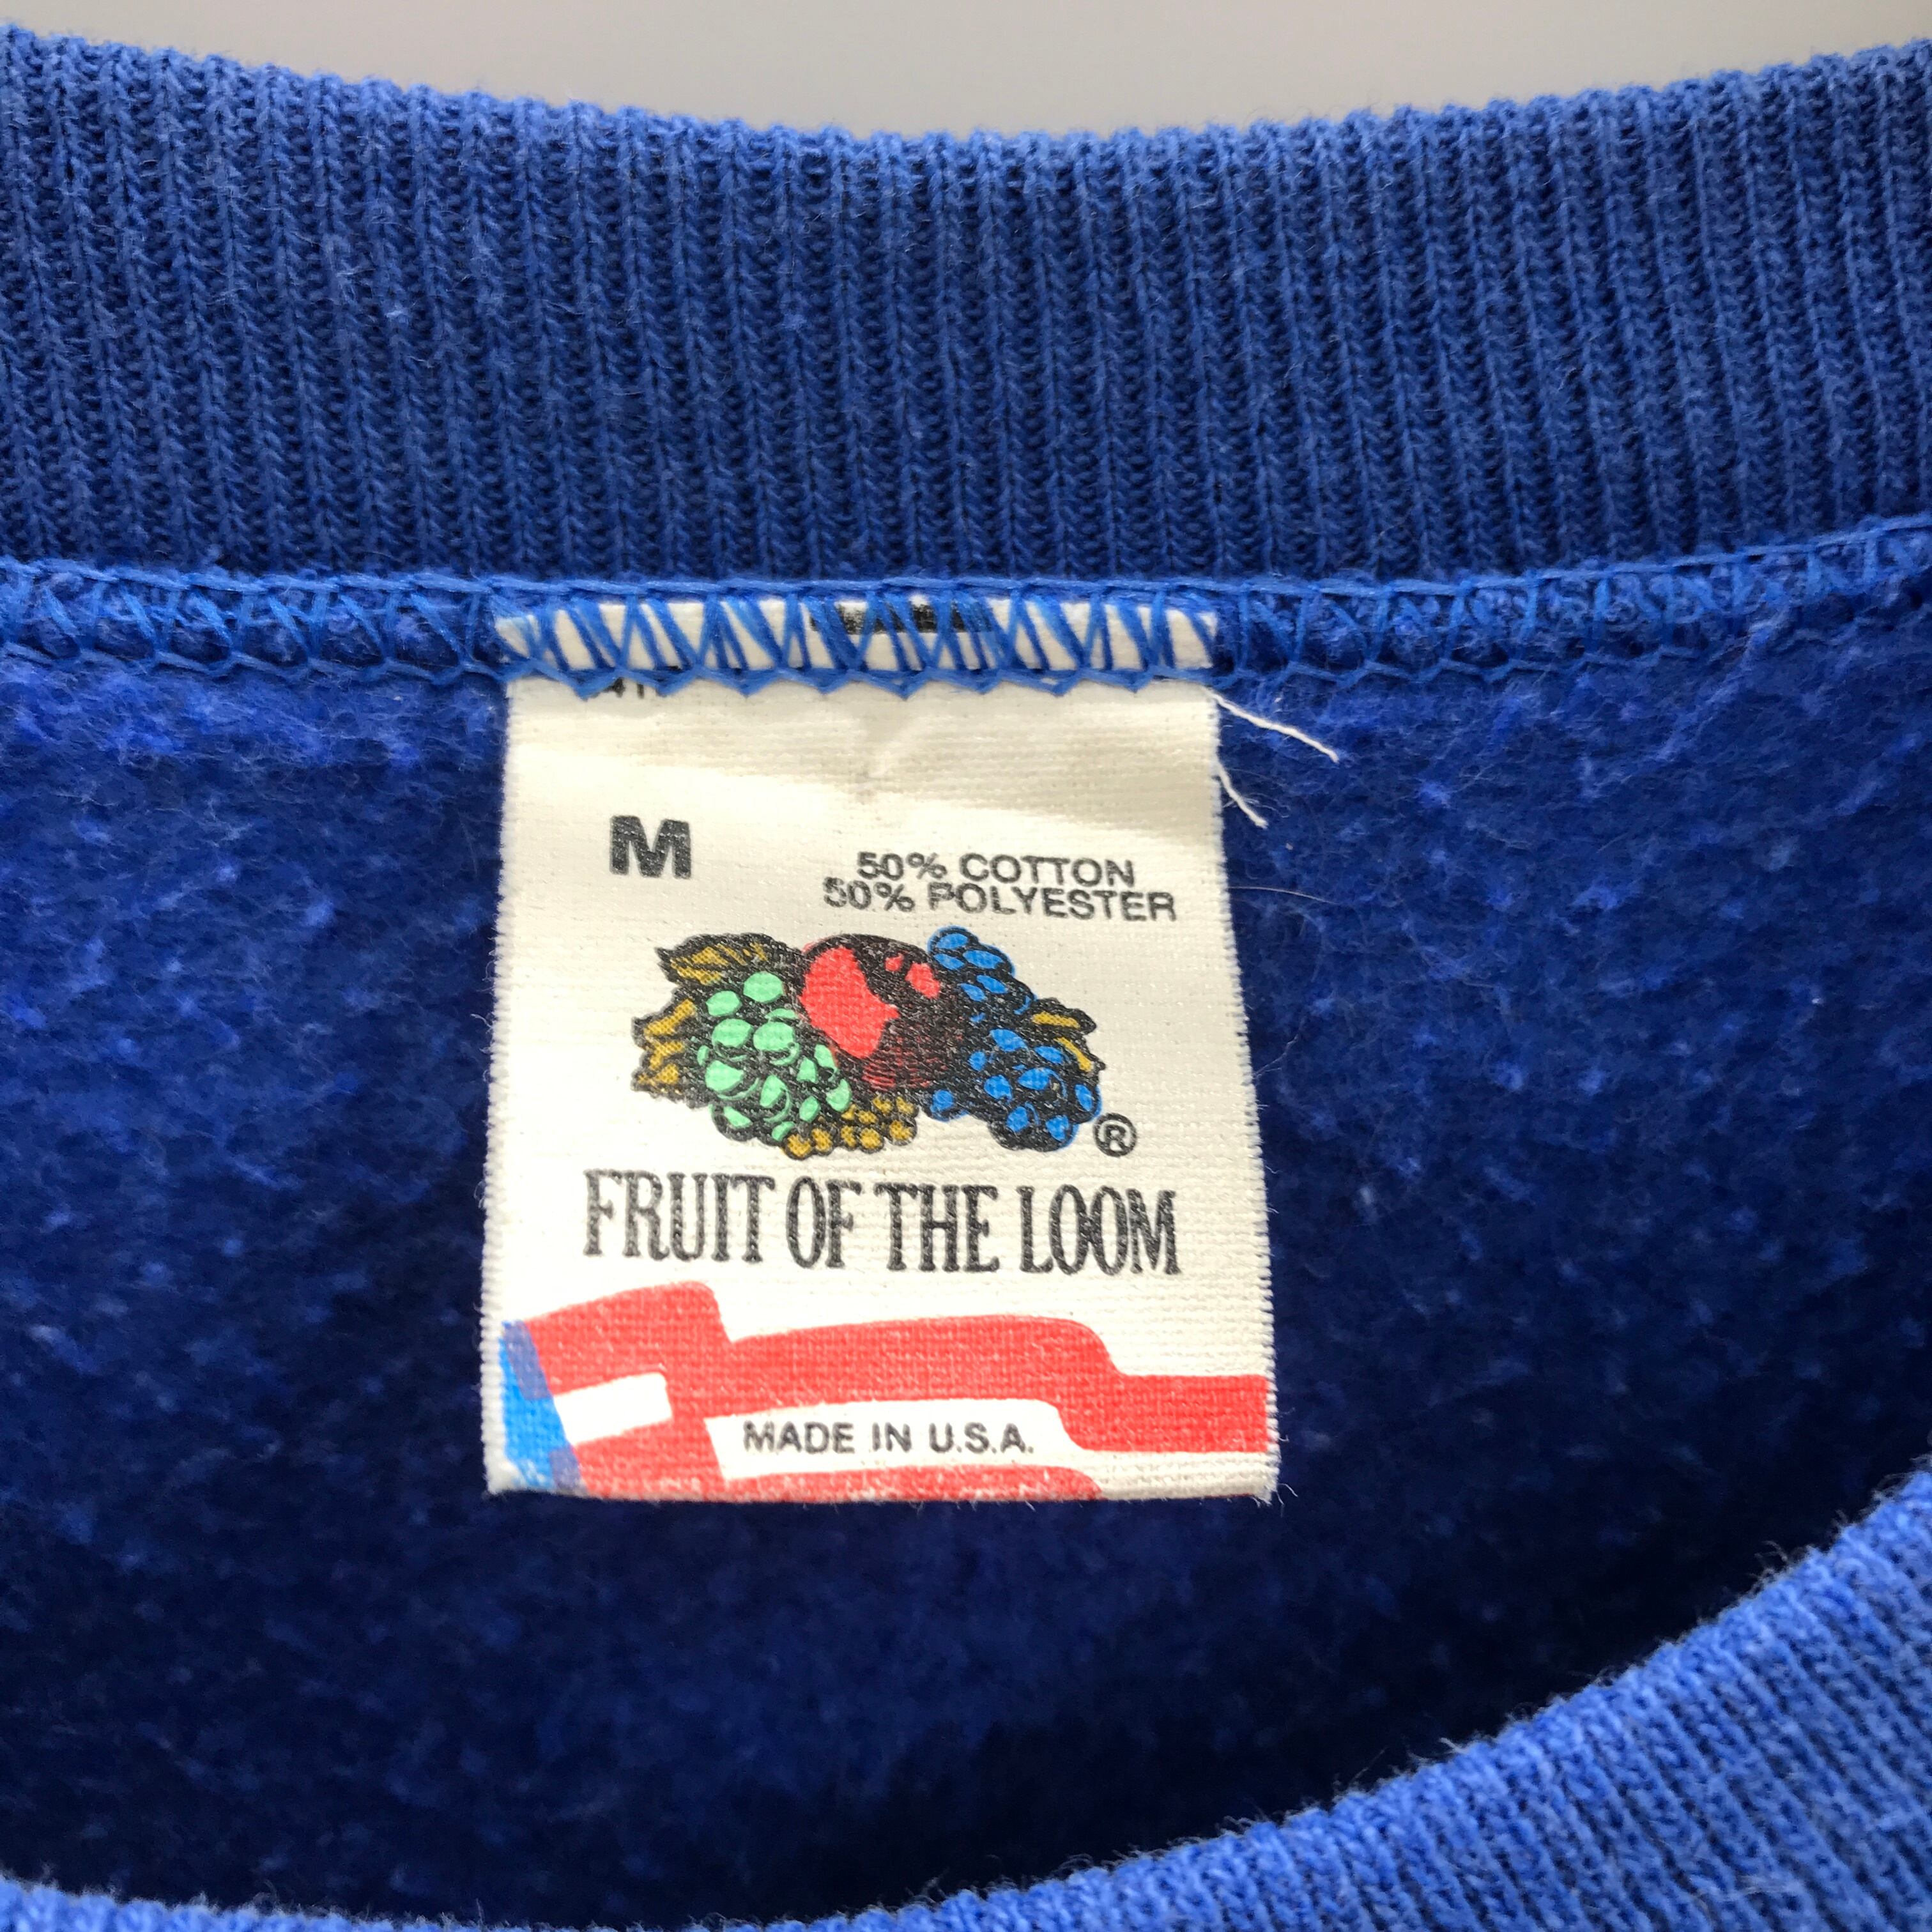 M
50% COTTON
50% POLYESTER
®
FRUIT OF THE LOOM
MADE IN U.S.A.